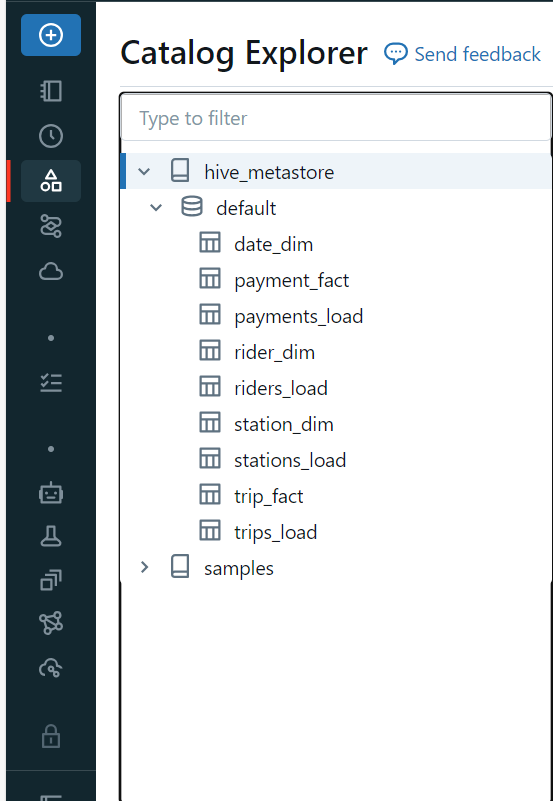 Catalog Explorer
Send feedback
Type to filter
hive_metastore
default
date_dim
payment_fact
payments_load
rider_dim
riders_load
station_dim
stations_load
trip_fact
trips_load
samples